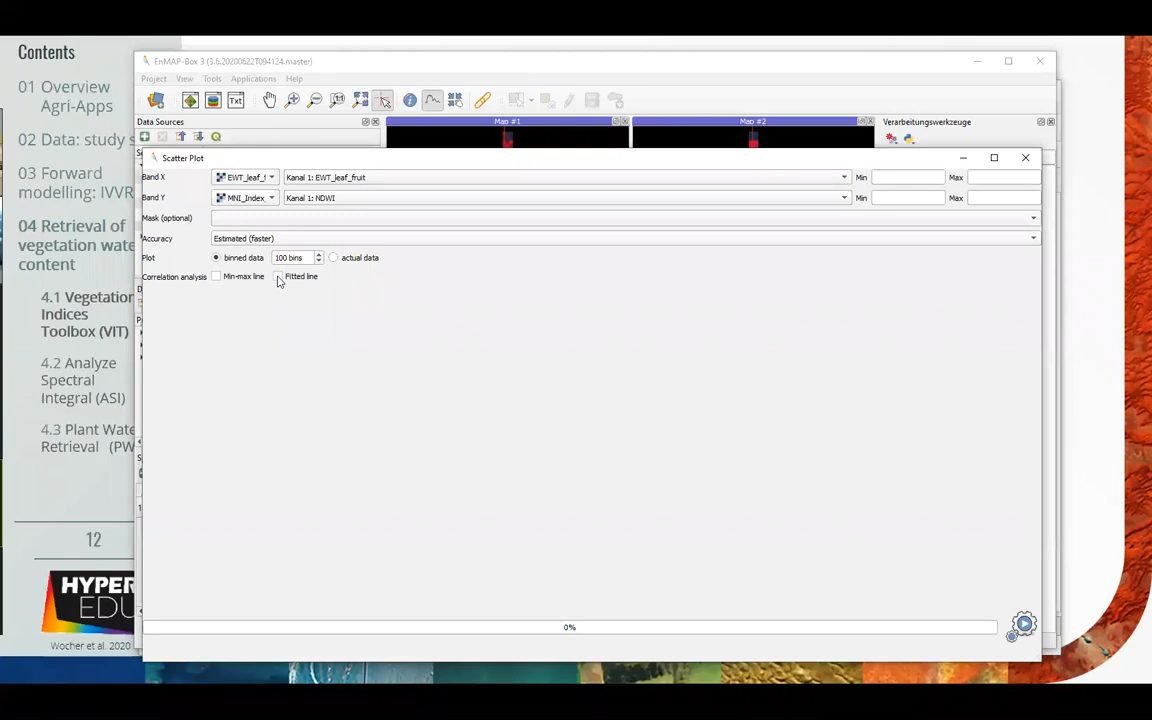 Contents
01 Overview
Agri-Apps
02 Data: study s
03 Forward
modelling: IVVR
04 Retrieval of
vegetation wate
content
4.1 Vegetation
Indices
Toolbox (VIT)
4.2 Analyze
Spectral
Integral (ASI)
4.3 Plant Wate
Retrieval (PW
12
HYPER
EDU
Wocher et al. 2020
EnMAP-Box 3 (3.6.20200622T094124.master)
Project View Tools Applications Help
Txt
Data Sources
Map #1
Map #2
Verarbeitungswerkzeuge
Scatter Plot
Band X EWT_leaf_f Kanal 1: EWT_leaf_fruit Min Max
Band Y MNI_Index_ Kanal 1: NDWI Min Max
Mask (optional)
Accuracy Estimated (faster)
Plot binned data 100 bins actual data
Correlation analysis Min-max line Fitted line
0%